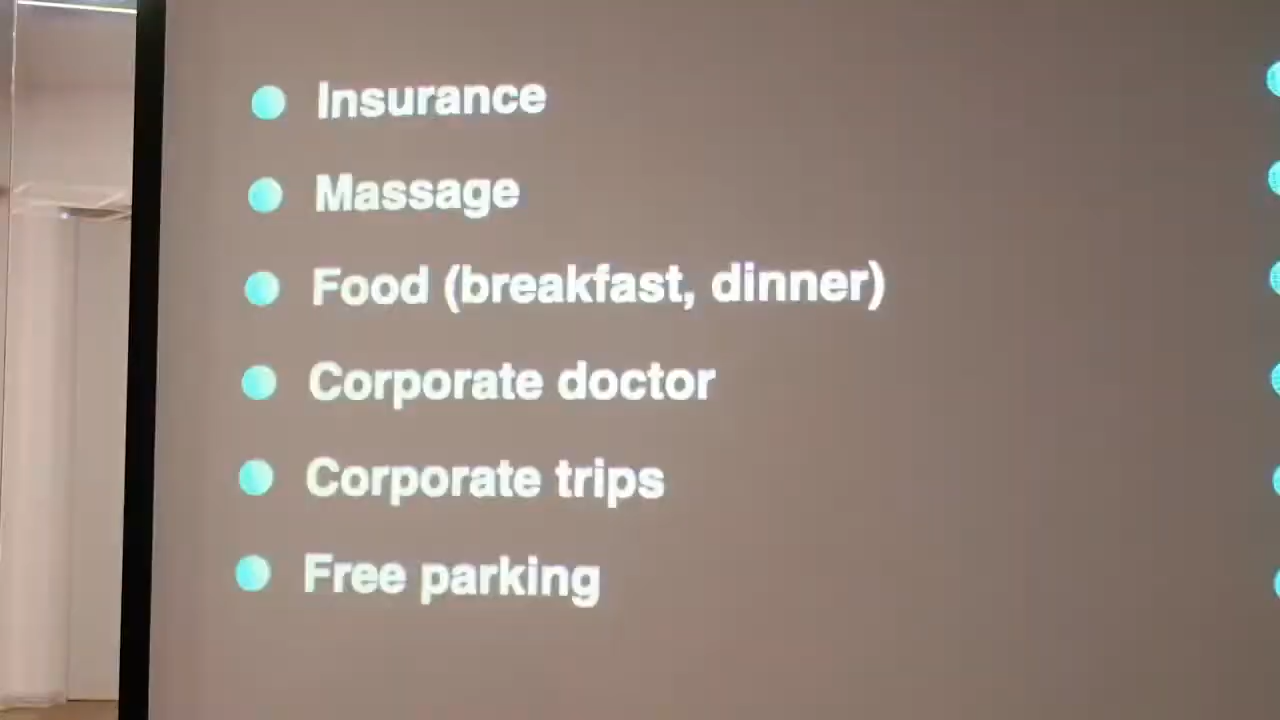 Insurance
Massage
Food (breakfast, dinner)
Corporate doctor
Corporate trips
Free parking